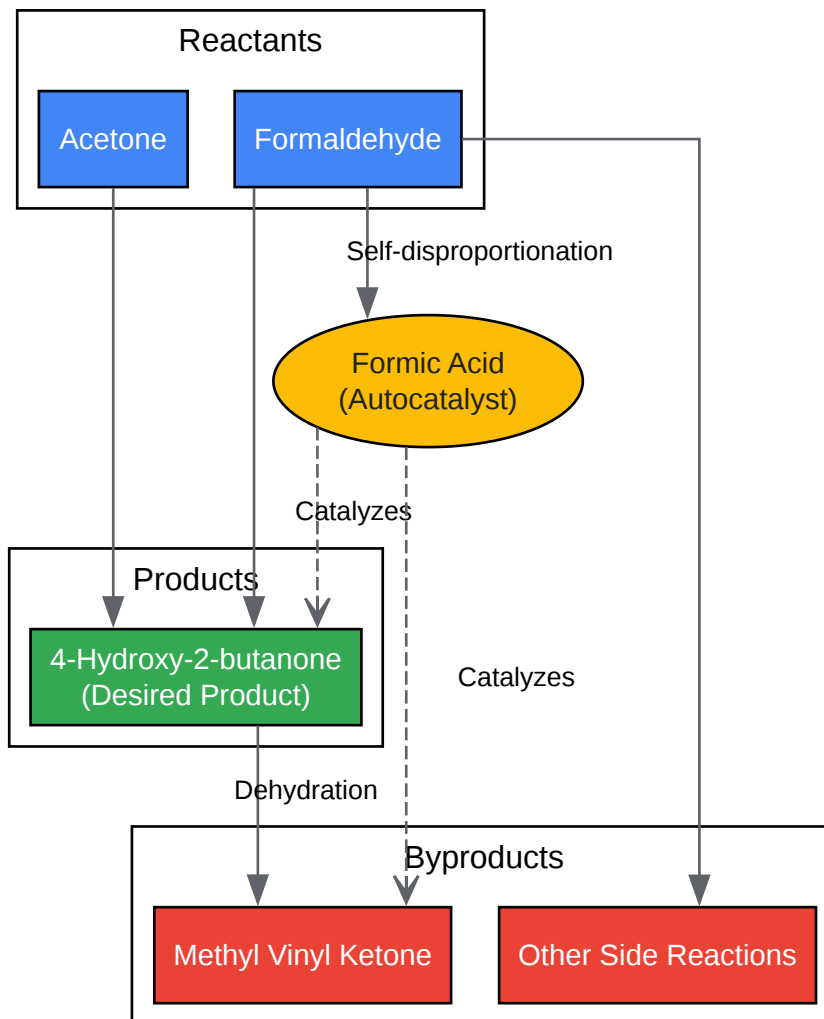 Reactants
Acetone
Formaldehyde
Self-disproportionation
Formic Acid
(Autocatalyst)
Catalyzes
Products
4-Hydroxy-2-butanone
(Desired Product)
Catalyzes
Dehydration
Byproducts
Methyl Vinyl Ketone
Other Side Reactions